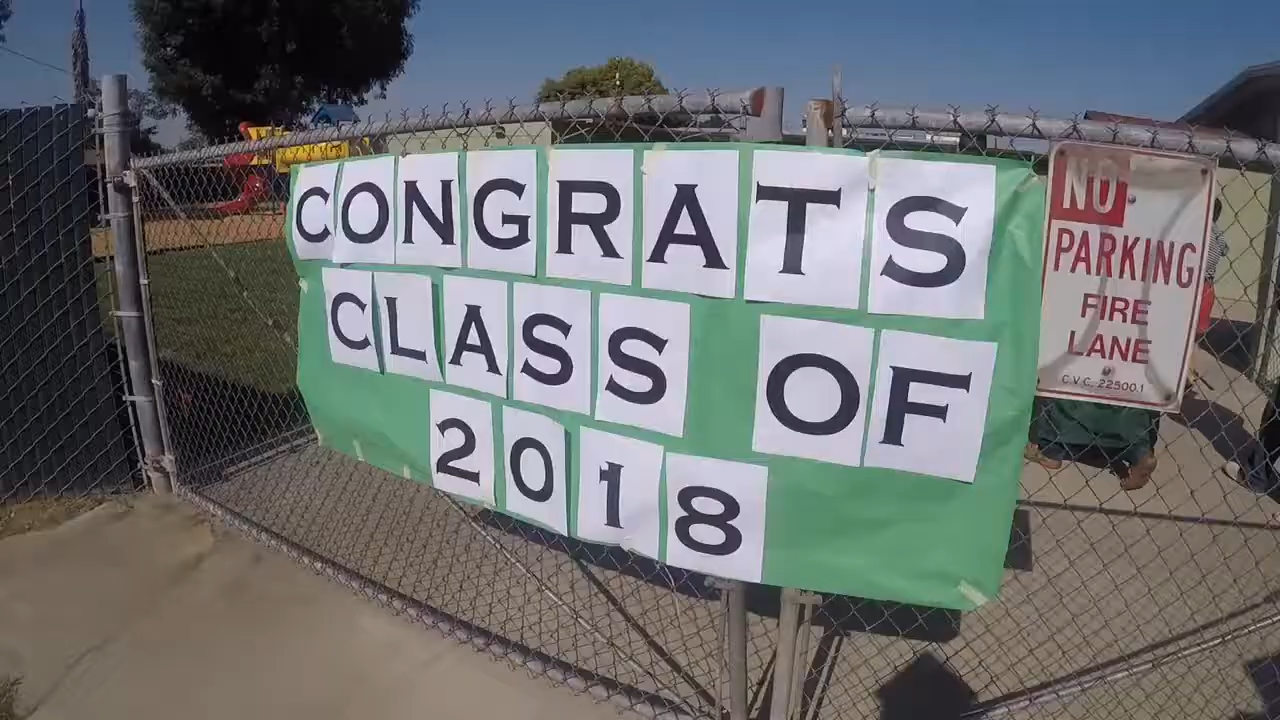 CONGRATS
CLASS OF
2018
NO
PARKING
FIRE
LANE
C.V.C. 22500.1